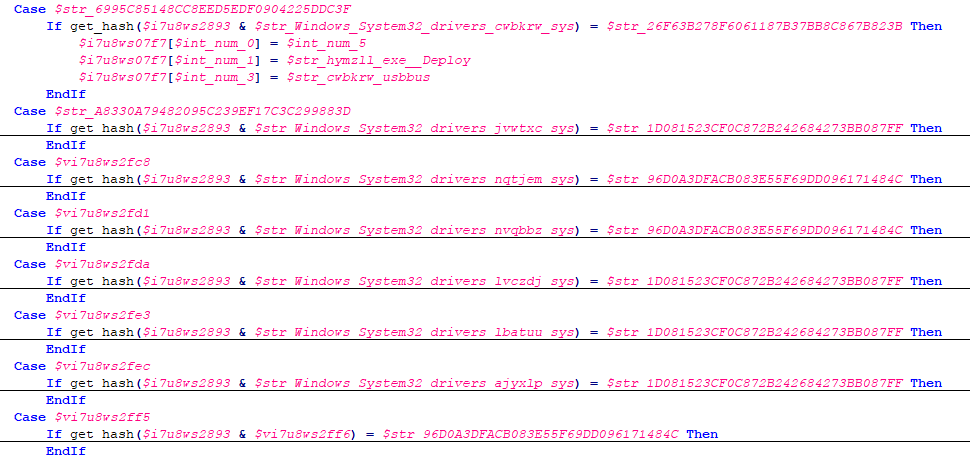 Case $str_6995C85148CC8EED5EDF0904225DDC3F
If get_hash($i7u8ws2893 & $str_Windows_System32_drivers_cwbkrw_sys) = $str_26F63B278F6061187B37BB8C867B823B Then
$i7u8ws07f7[$int_num_0] = $int_num_5
$i7u8ws07f7[$int_num_1] = $str_hymzll_exe__Deploy
$i7u8ws07f7[$int_num_3] = $str_cwbkrw_usbbus
EndIf
Case $str_A8330A79482095C239EF17C3C299883D
If get_hash($i7u8ws2893 & $str_Windows_System32_drivers_jvwtxc_sys) = $str_1D081523CF0C872B242684273BB087FF Then
EndIf
Case $vi7u8ws2fc8
If get_hash($i7u8ws2893 & $str_Windows_System32_drivers_nqtjem_sys) = $str_96D0A3DFACB083E55F69DD096171484C Then
EndIf
Case $vi7u8ws2fd1
If get_hash($i7u8ws2893 & $str_Windows_System32_drivers_nvqbbz_sys) = $str_96D0A3DFACB083E55F69DD096171484C Then
EndIf
Case $vi7u8ws2fda
If get_hash($i7u8ws2893 & $str_Windows_System32_drivers_lvczdj_sys) = $str_1D081523CF0C872B242684273BB087FF Then
EndIf
Case $vi7u8ws2fe3
If get_hash($i7u8ws2893 & $str_Windows_System32_drivers_lbatuu_sys) = $str_1D081523CF0C872B242684273BB087FF Then
EndIf
Case $vi7u8ws2fec
If get_hash($i7u8ws2893 & $str_Windows_System32_drivers_ajyxlp_sys) = $str_1D081523CF0C872B242684273BB087FF Then
EndIf
Case $vi7u8ws2ff5
If get_hash($i7u8ws2893 & $vi7u8ws2ff6) = $str_96D0A3DFACB083E55F69DD096171484C Then
EndIf